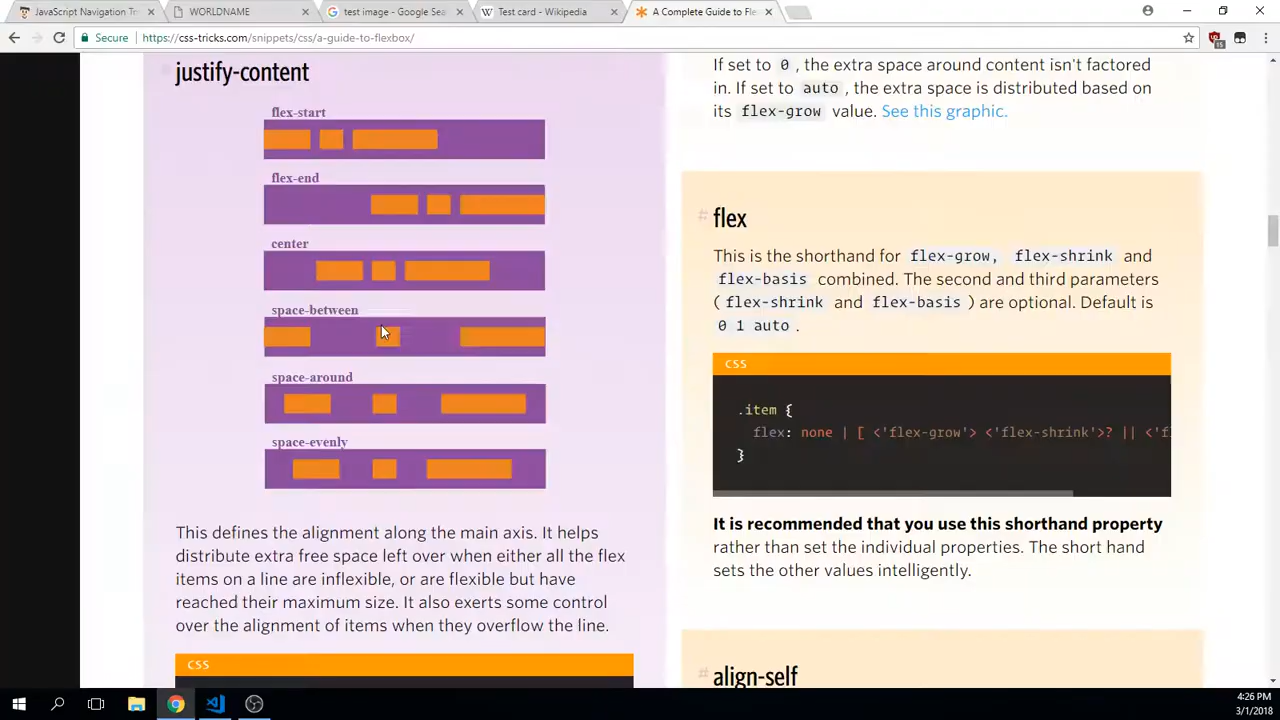 JavaScript Navigation T
WORLDNAME
test image - Google Sea
Test card - Wikipedia
A Complete Guide to Fle
Secure
https://css-tricks.com/snippets/css/a-guide-to-flexbox/
15
justify-content
flex-start
flex-end
center
space-between
space-around
space-evenly
This defines the alignment along the main axis. It helps
distribute extra free space left over when either all the flex
items on a line are inflexible, or are flexible but have
reached their maximum size. It also exerts some control
over the alignment of items when they overflow the line.
CSS
If set to 0, the extra space around content isn't factored
in. If set to auto, the extra space is distributed based on
its flex-grow value. See this graphic.
# flex
This is the shorthand for flex-grow, flex-shrink and
flex-basis combined. The second and third parameters
(flex-shrink and flex-basis) are optional. Default is
0 1 auto.
CSS
.item {
flex: none | [ <'flex-grow'> <'flex-shrink'>? || <'f
}
It is recommended that you use this shorthand property
rather than set the individual properties. The short hand
sets the other values intelligently.
# align-self
4:26 PM
3/1/2018